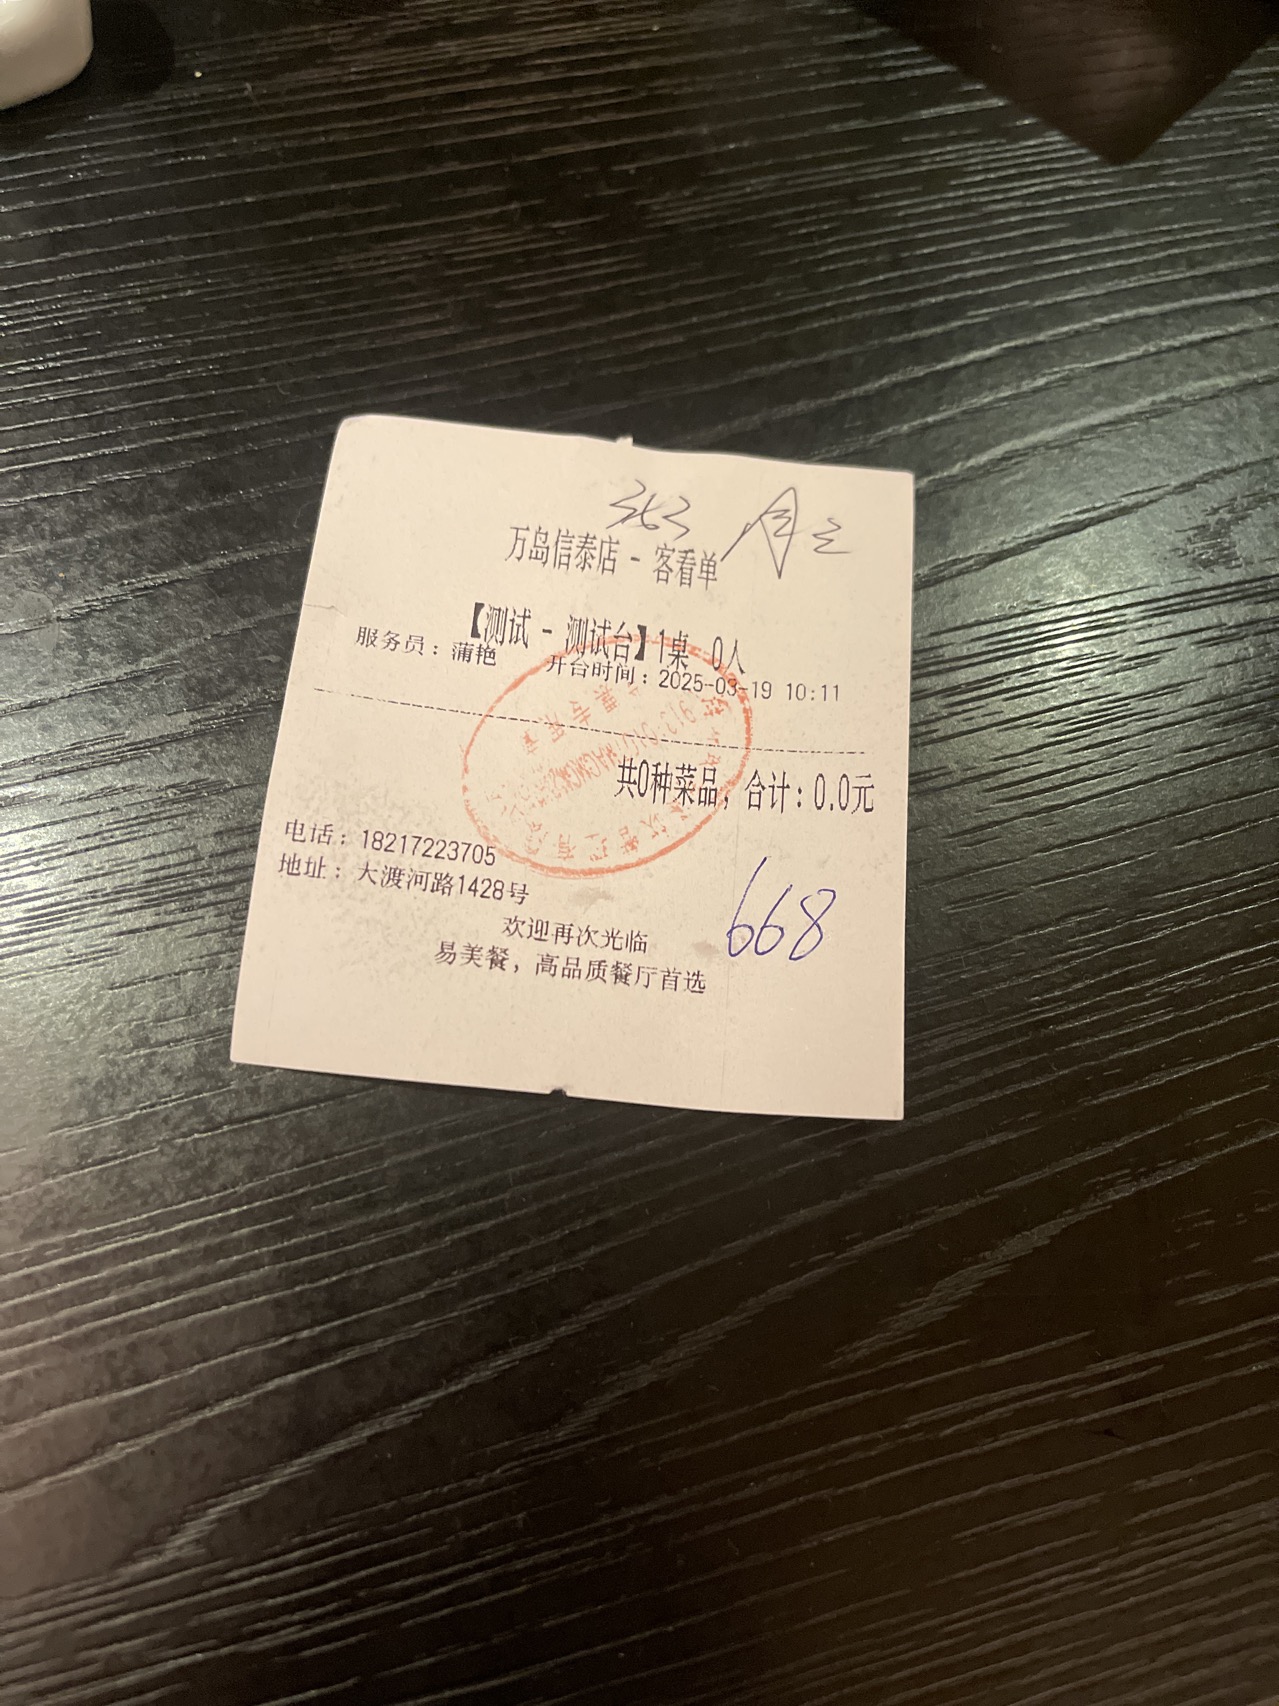 万岛信泰店 - 客看单
【测试 - 测试台】1桌 0人
服务员：蒲艳 开台时间：2025-03-19 10:11
共0种菜品，合计：0.0元
电话：18217223705
地址：大渡河路1428号
668
欢迎再次光临
易美餐，高品质餐厅首选